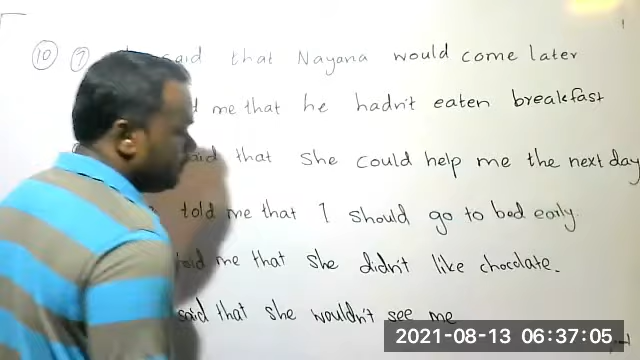 10 7 said that Nayana would come later
me that he hadn't eaten breakfast
said that she could help me the next day
told me that I should go to bed early.
told me that she didn't like chocolate.
said that she wouldn't see me
2021-08-13 06:37:05